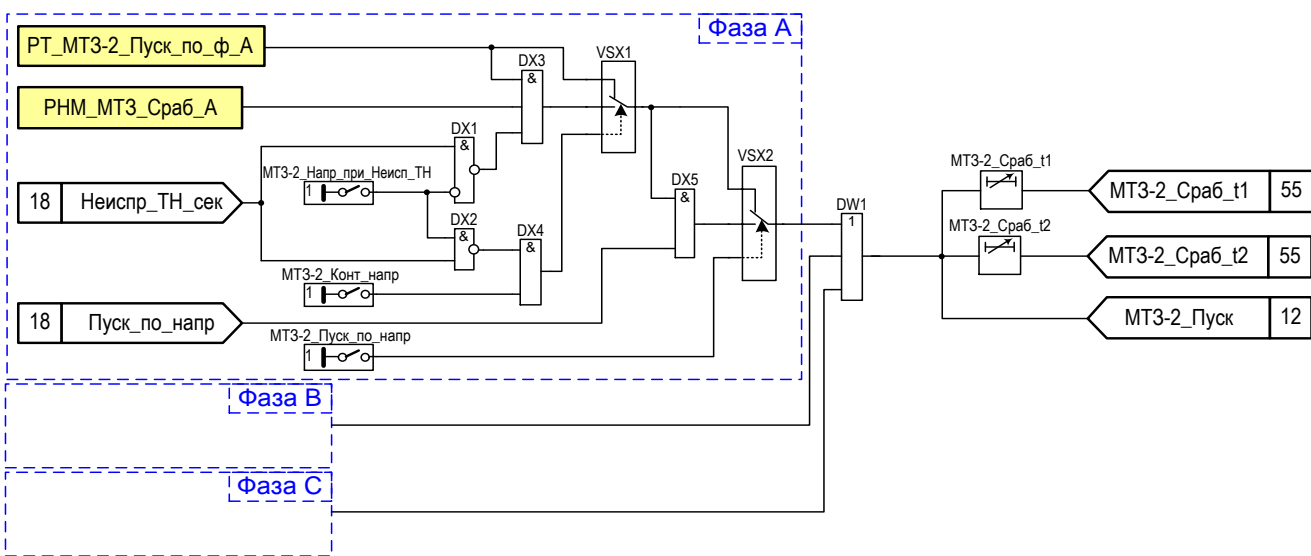 Фаза А
РТ_МТЗ-2_Пуск_по_ф_А
РНМ_МТЗ_Сраб_А
DX3
&
VSX1
DX1
&
МТЗ-2_Напр_при_Неисп_ТН
1
18 Неиспр_ТН_сек
DX2
&
DX4
&
МТЗ-2_Конт_напр
1
18 Пуск_по_напр
МТЗ-2_Пуск_по_напр
1
DX5
&
VSX2
DW1
1
МТЗ-2_Сраб_t1
МТЗ-2_Сраб_t1 55
МТЗ-2_Сраб_t2
МТЗ-2_Сраб_t2 55
МТЗ-2_Пуск 12
Фаза В
Фаза С